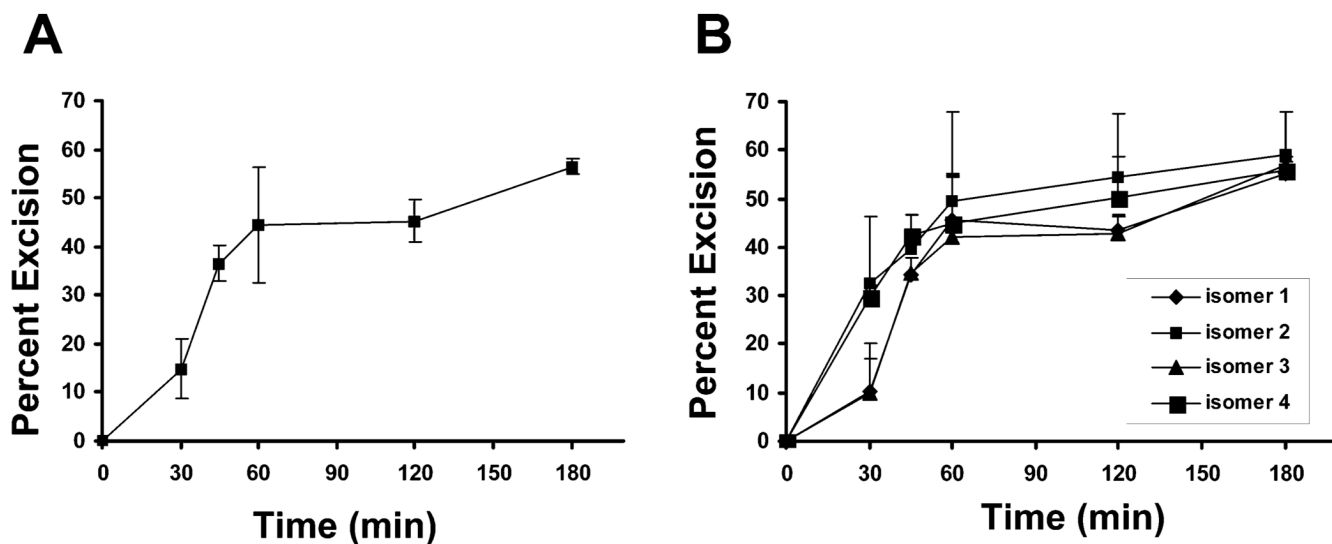 A
Percent Excision
70
60
50
40
30
20
10
0
0 30 60 90 120 150 180
Time (min)
B
Percent Excision
70
60
50
40
30
20
10
0
0 30 60 90 120 150 180
Time (min)
isomer 1
isomer 2
isomer 3
isomer 4